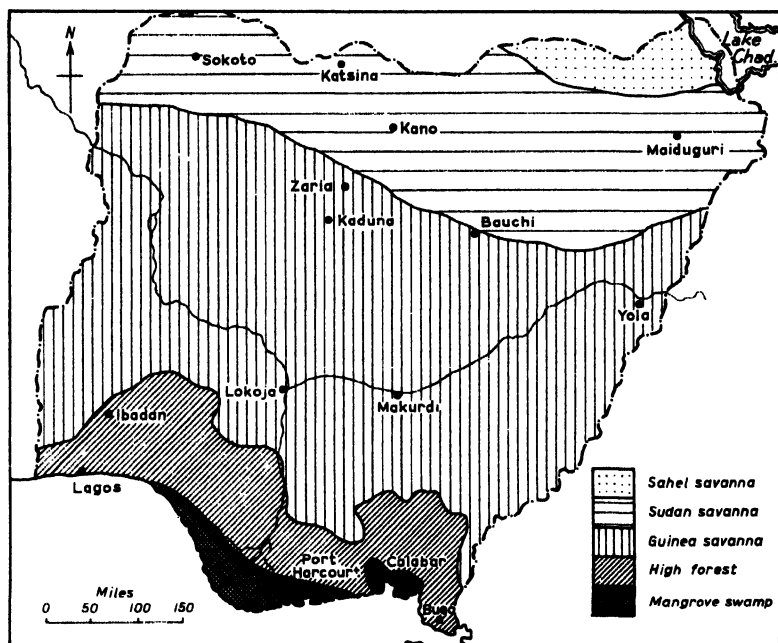 N
Lake
Chad
Sokoto
Katsina
Kano
Maiduguri
Zaria
Kaduna
Bauchi
Yola
Lokoja
Makurdi
Ibadan
Lagos
Port
Harcourt
Calabar
Miles
0 50 100 150
Sahel savanna
Sudan savanna
Guinea savanna
High forest
Mangrove swamp